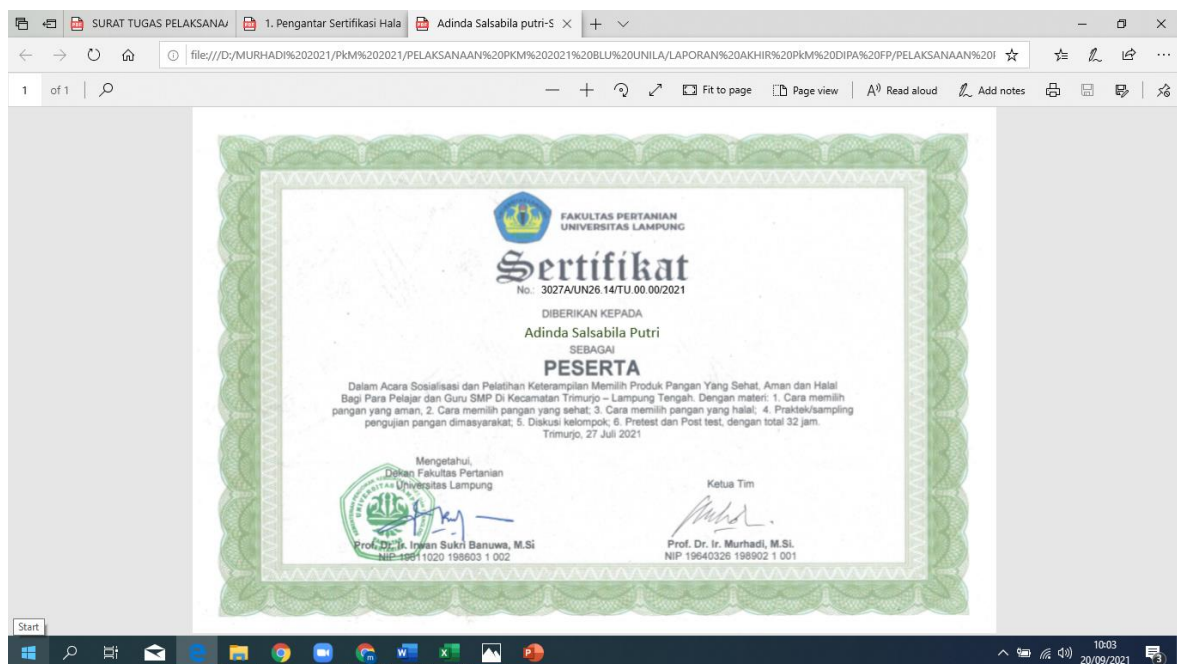 SURAT TUGAS PELAKSANA
1. Pengantar Sertifikasi Hala
Adinda Salsabila putri-S
file:///D:/MURHADI%202021/PkM%202021/PELAKSANAAN%20PKM%202021%20BLU%20UNILA/LAPORAN%20AKHIR%20PkM%20DIPA%20FP/PELAKSANAAN%20F
1 of 1
Fit to page
Page view
Read aloud
Add notes
FAKULTAS PERTANIAN
UNIVERSITAS LAMPUNG
Sertifikat
No.: 3027A/UN26.14/TU.00.00/2021
DIBERIKAN KEPADA
Adinda Salsabila Putri
SEBAGAI
PESERTA
Dalam Acara Sosialisasi dan Pelatihan Keterampilan Memilih Produk Pangan Yang Sehat, Aman dan Halal
Bagi Para Pelajar dan Guru SMP Di Kecamatan Trimurjo – Lampung Tengah. Dengan materi: 1. Cara memilih
pangan yang aman, 2. Cara memilih pangan yang sehat; 3. Cara memilih pangan yang halal; 4. Praktek/sampling
pengujian pangan dimasyarakat; 5. Diskusi kelompok; 6. Pretest dan Post test, dengan total 32 jam.
Trimurjo, 27 Juli 2021
Mengetahui,
Dekan Fakultas Pertanian
Universitas Lampung
Prof. Dr. Ir. Irwan Sukri Banuwa, M.Si
NIP 19611020 198603 1 002
Ketua Tim
Prof. Dr. Ir. Murhadi, M.Si.
NIP 19640326 198902 1 001
Start
10:03
20/09/2021
3